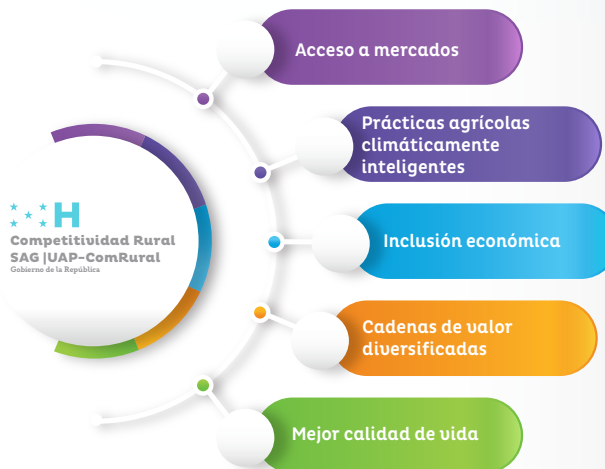 Acceso a mercados
Prácticas agrícolas
climáticamente
inteligentes
H
Competitividad Rural
SAG |UAP-ComRural
Gobierno de la República
Inclusión económica
Cadenas de valor
diversificadas
Mejor calidad de vida